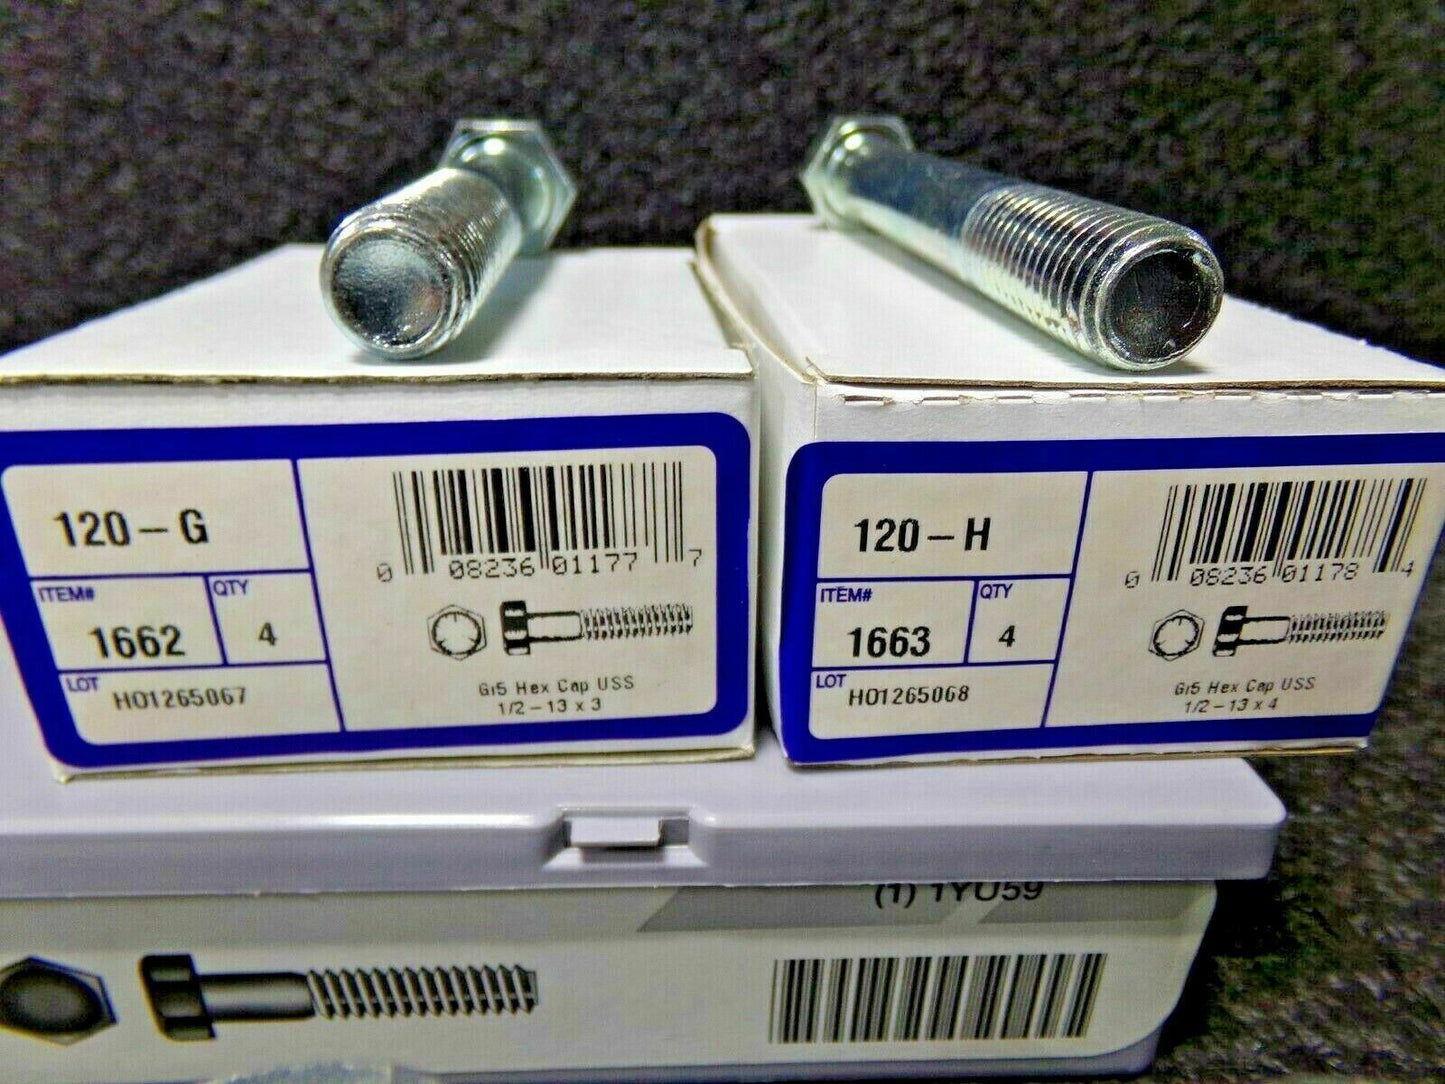 120-G
ITEM#
QTY
1662
4
LOT
H01265067
0 08236 01177 7
Gr5 Hex Cap USS
1/2-13 x 3
120-H
ITEM#
QTY
1663
4
LOT
H01265068
0 08236 01178 4
Gr5 Hex Cap USS
1/2-13 x 4
(1) 1YU59